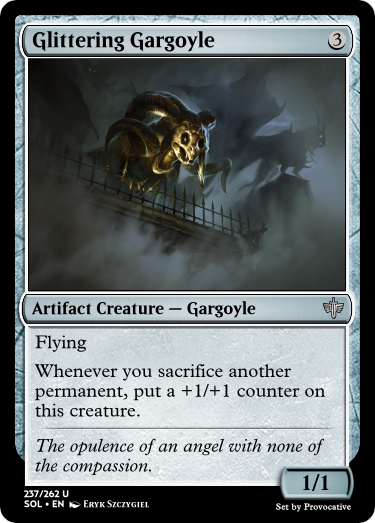 Glittering Gargoyle 3
Artifact Creature — Gargoyle
Flying
Whenever you sacrifice another
permanent, put a +1/+1 counter on
this creature.
The opulence of an angel with none of
the compassion.
1/1
237/262 U
SOL • EN Eryk Szczygiel
Set by Provocative